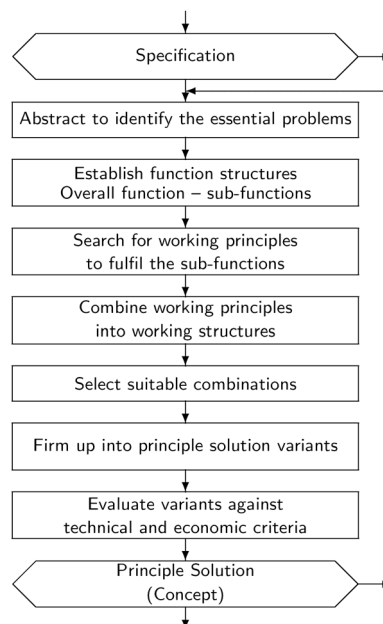 Specification
Abstract to identify the essential problems
Establish function structures
Overall function – sub-functions
Search for working principles
to fulfil the sub-functions
Combine working principles
into working structures
Select suitable combinations
Firm up into principle solution variants
Evaluate variants against
technical and economic criteria
Principle Solution
(Concept)